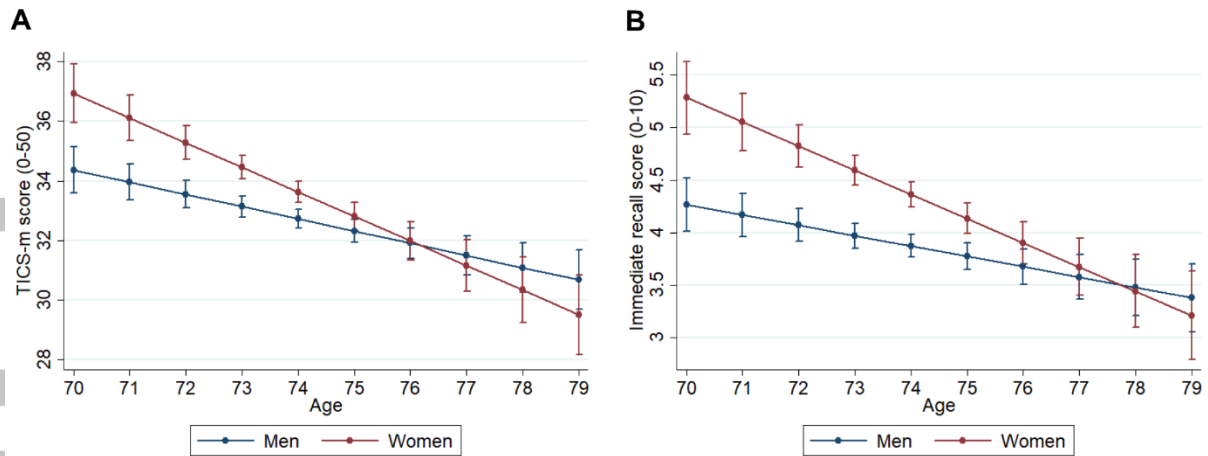 A
TICS-m score (0-50)
38
36
34
32
30
28
70 71 72 73 74 75 76 77 78 79
Age
Men Women
B
Immediate recall score (0-10)
5.5
5
4.5
4
3.5
3
70 71 72 73 74 75 76 77 78 79
Age
Men Women